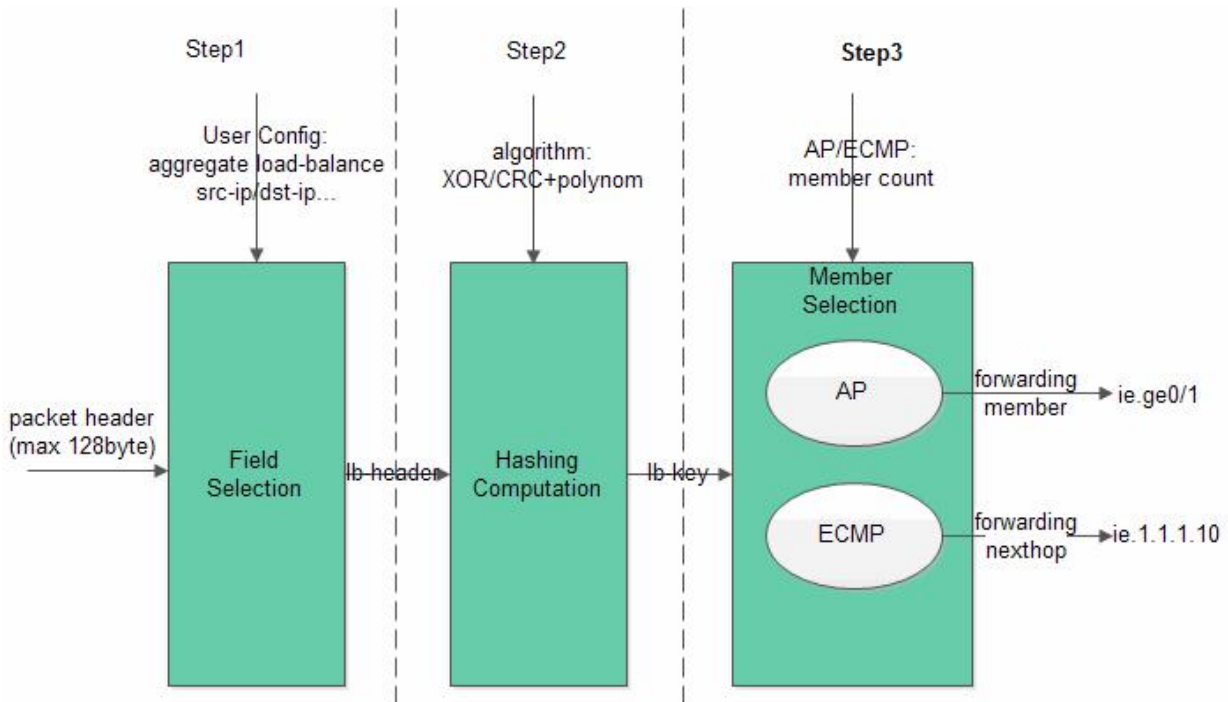 Step1
Step2
Step3
User Config:
aggregate load-balance
src-ip/dst-ip...
algorithm:
XOR/CRC+polynom
AP/ECMP:
member count
packet header
(max 128byte)
Field
Selection
lb header
Hashing
Computation
lb key
Member
Selection
AP
forwarding
member
ie.ge0/1
ECMP
forwarding
nexthop
ie.1.1.1.10